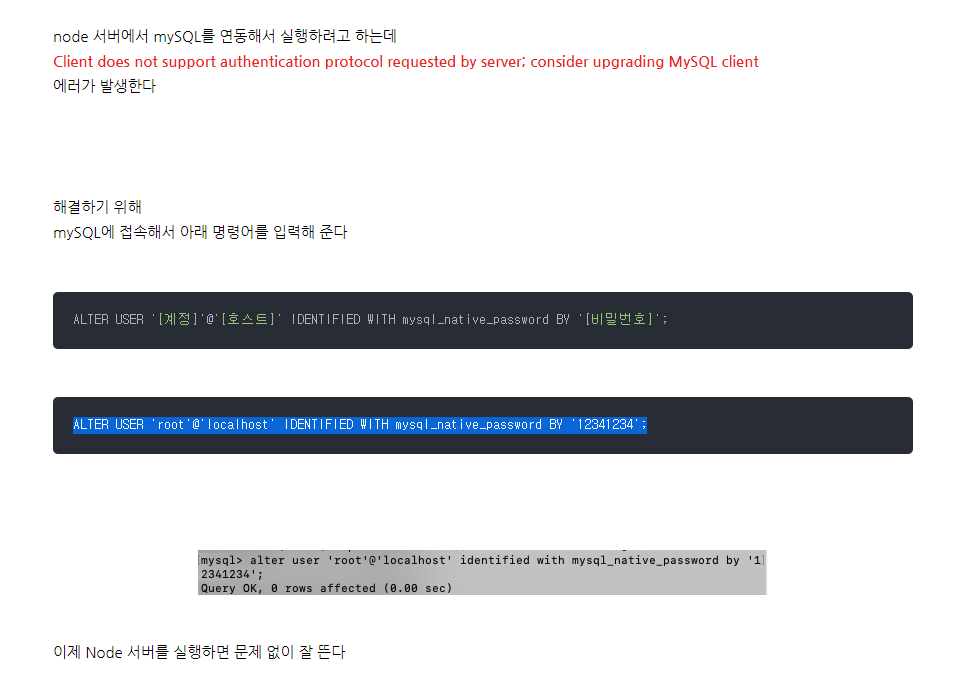 node 서버에서 mySQL를 연동해서 실행하려고 하는데
Client does not support authentication protocol requested by server; consider upgrading MySQL client
에러가 발생한다
해결하기 위해
mySQL에 접속해서 아래 명령어를 입력해 준다
ALTER USER '[계정]'@'[호스트]' IDENTIFIED WITH mysql_native_password BY '[비밀번호]';
ALTER USER 'root'@'localhost' IDENTIFIED WITH mysql_native_password BY '12341234';
[mysql> alter user 'root'@'localhost' identified with mysql_native_password by '1]
2341234';
Query OK, 0 rows affected (0.00 sec)
이제 Node 서버를 실행하면 문제 없이 잘 뜬다